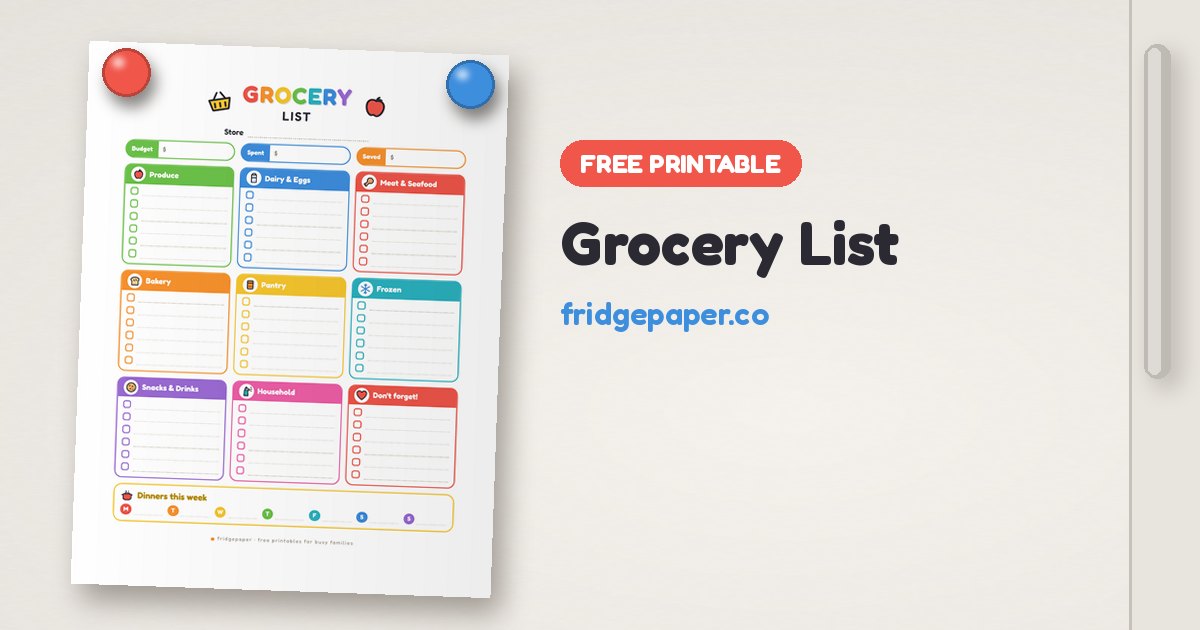 GROCERY
LIST
Store
Budget $
Spent $
Saved $
Produce
Dairy & Eggs
Meat & Seafood
Bakery
Pantry
Frozen
Snacks & Drinks
Household
Don't forget!
Dinners this week
M T W T F S S
fridgepaper · free printables for busy families
FREE PRINTABLE
Grocery List
fridgepaper.co